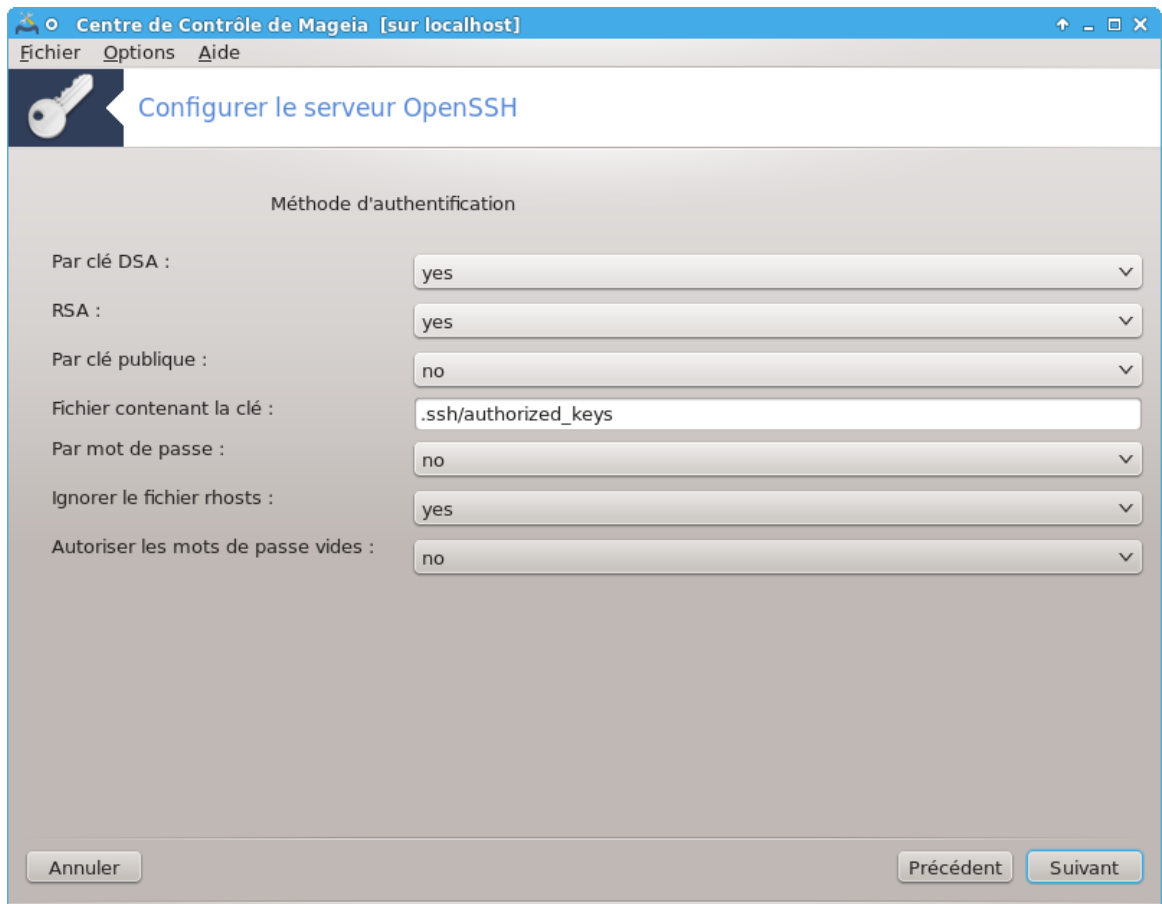 Centre de Contrôle de Mageia [sur localhost]
Fichier Options Aide
Configurer le serveur OpenSSH
Méthode d'authentification
Par clé DSA : yes
RSA : yes
Par clé publique : no
Fichier contenant la clé : .ssh/authorized_keys
Par mot de passe : no
Ignorer le fichier rhosts : yes
Autoriser les mots de passe vides : no
Annuler Précédent Suivant